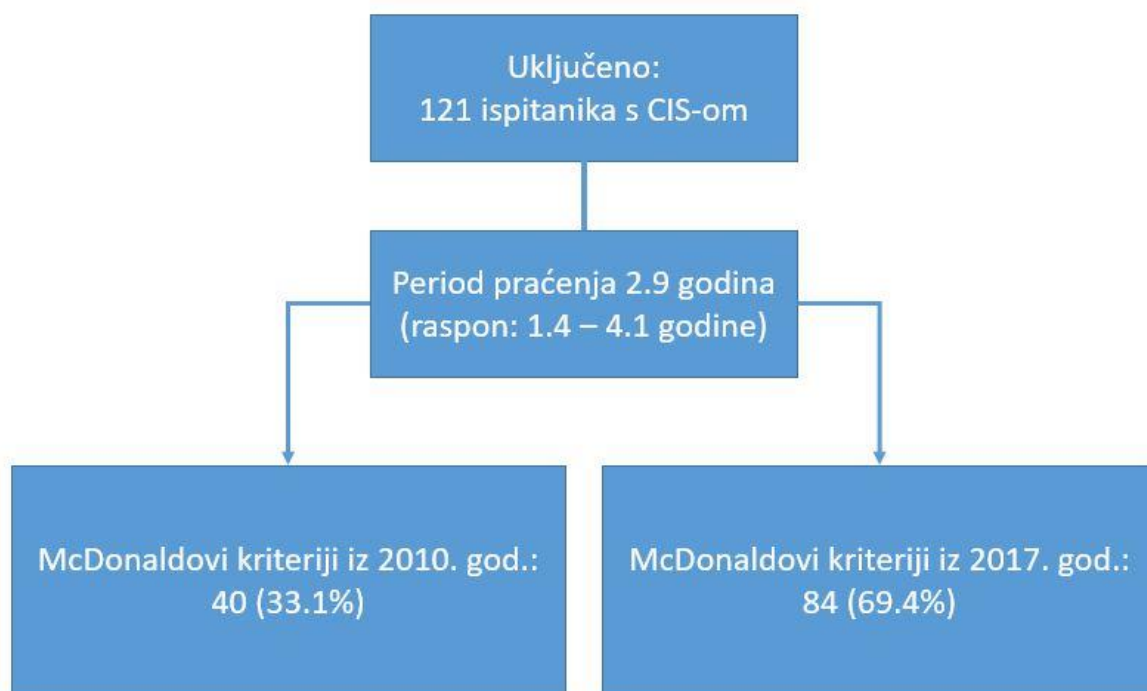 Uključeno:
121 ispitanika s CIS-om
Period praćenja 2.9 godina
(raspon: 1.4 – 4.1 godine)
McDonaldovi kriteriji iz 2010. god.:
40 (33.1%)
McDonaldovi kriteriji iz 2017. god.:
84 (69.4%)